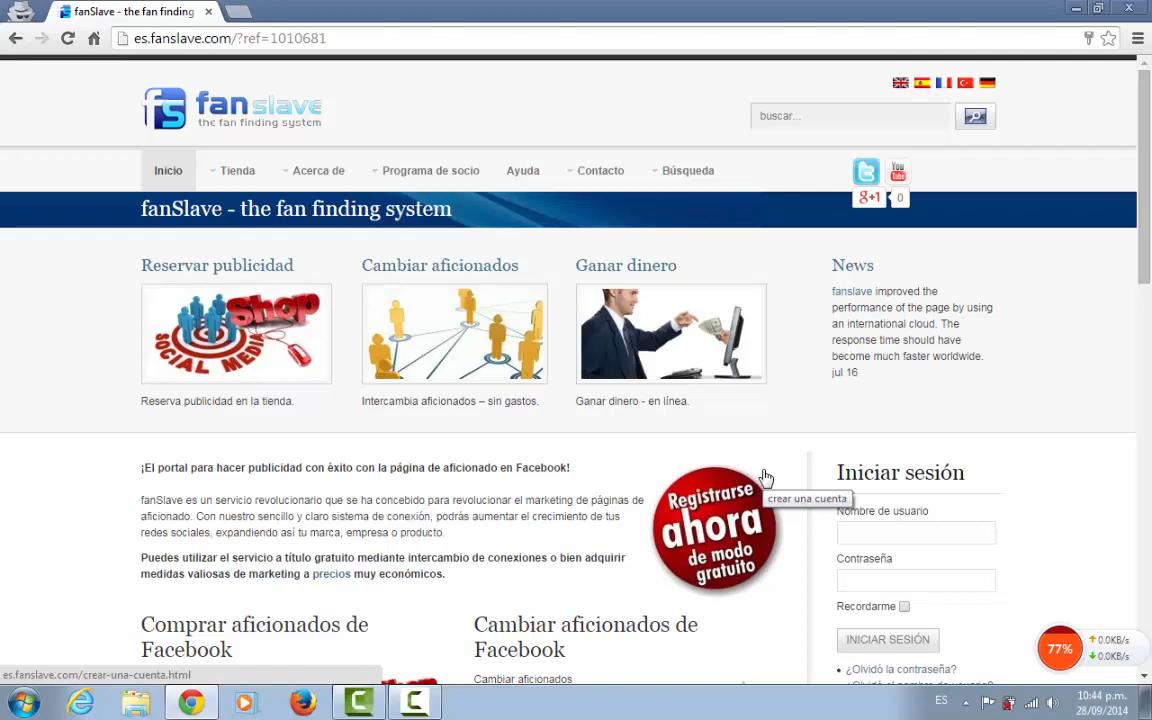 fanSlave - the fan finding
es.fanslave.com/?ref=1010681
fan slave
the fan finding system
buscar...
Inicio Tienda Acerca de Programa de socio Ayuda Contacto Búsqueda
You Tube
g+1 0
fanSlave - the fan finding system
Reservar publicidad Cambiar aficionados Ganar dinero News
Shop
SOCIAL MEDIA
fanslave improved the
performance of the page by using
an international cloud. The
response time should have
become much faster worldwide.
jul 16
Reserva publicidad en la tienda. Intercambia aficionados – sin gastos. Ganar dinero - en línea.
¡El portal para hacer publicidad con éxito con la página de aficionado en Facebook!
fanSlave es un servicio revolucionario que se ha concebido para revolucionar el marketing de páginas de
aficionado. Con nuestro sencillo y claro sistema de conexión, podrás aumentar el crecimiento de tus
redes sociales, expandiendo así tu marca, empresa o producto.
Puedes utilizar el servicio a título gratuito mediante intercambio de conexiones o bien adquirir
medidas valiosas de marketing a precios muy económicos.
Registrarse
ahora
de modo
gratuito
crear una cuenta
Iniciar sesión
Nombre de usuario
Contraseña
Recordarme
INICIAR SESIÓN
¿Olvidó la contraseña?
Comprar aficionados de
Facebook
Cambiar aficionados de
Facebook
Cambiar aficionados
77%
0.0KB/s
0.0KB/s
es.fanslave.com/crear-una-cuenta.html
ES
10:44 p.m.
28/09/2014